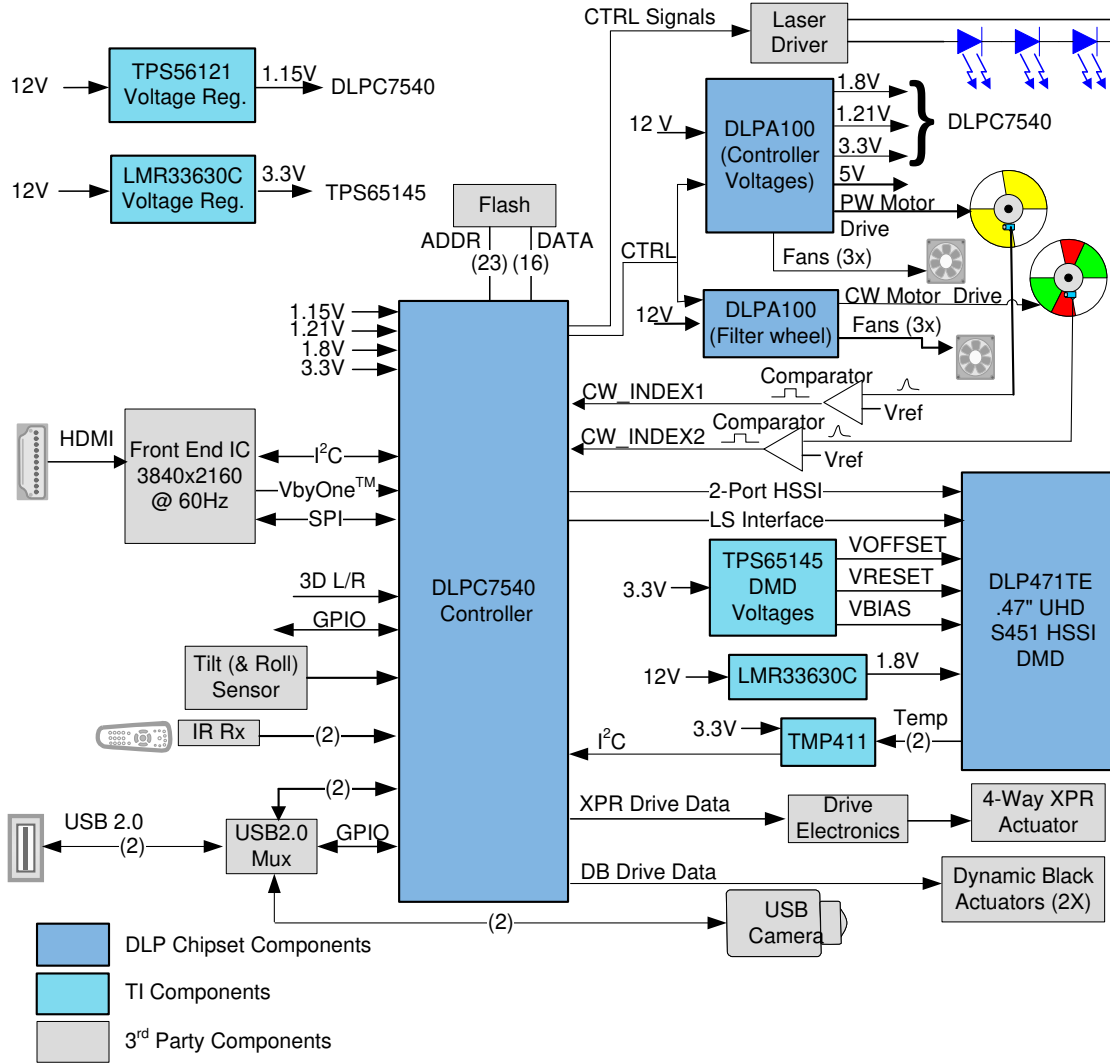 CTRL Signals
Laser
Driver
12V
TPS56121
Voltage Reg.
1.15V
DLPC7540
12V
LMR33630C
Voltage Reg.
3.3V
TPS65145
12 V
DLPA100
(Controller
Voltages)
1.8V
1.21V
3.3V
5V
DLPC7540
PW Motor
Drive
Fans (3x)
Flash
ADDR
(23)
DATA
(16)
CTRL
12V
DLPA100
(Filter wheel)
CW Motor Drive
Fans (3x)
1.15V
1.21V
1.8V
3.3V
CW_INDEX1
Comparator
Vref
CW_INDEX2
Comparator
Vref
HDMI
Front End IC
3840x2160
@ 60Hz
I²C
VbyOne™
SPI
2-Port HSSI
LS Interface
DLPC7540
Controller
3.3V
TPS65145
DMD
Voltages
VOFFSET
VRESET
VBIAS
DLP471TE
.47" UHD
S451 HSSI
DMD
3D L/R
GPIO
Tilt (& Roll)
Sensor
12V
LMR33630C
1.8V
IR Rx
(2)
I²C
3.3V
TMP411
Temp
(2)
(2)
USB 2.0
(2)
USB2.0
Mux
GPIO
XPR Drive Data
Drive
Electronics
4-Way XPR
Actuator
DB Drive Data
Dynamic Black
Actuators (2X)
(2)
USB
Camera
DLP Chipset Components
TI Components
3rd Party Components